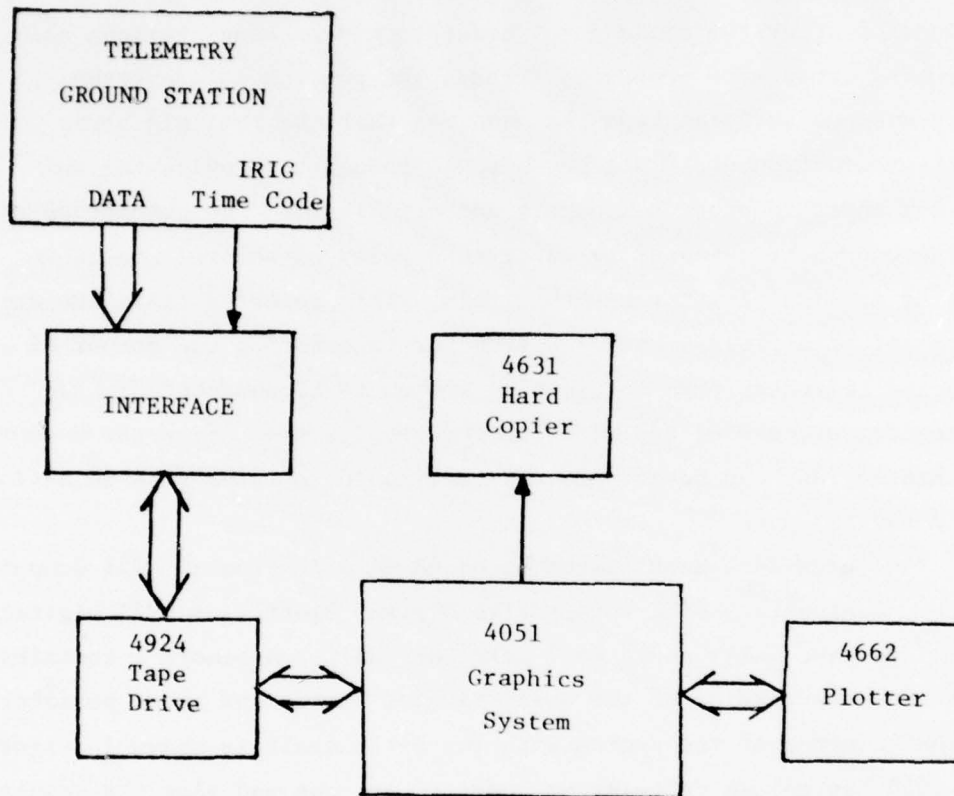 TELEMETRY
GROUND STATION
IRIG
DATA Time Code
INTERFACE
4631
Hard
Copier
4924
Tape
Drive
4051
Graphics
System
4662
Plotter